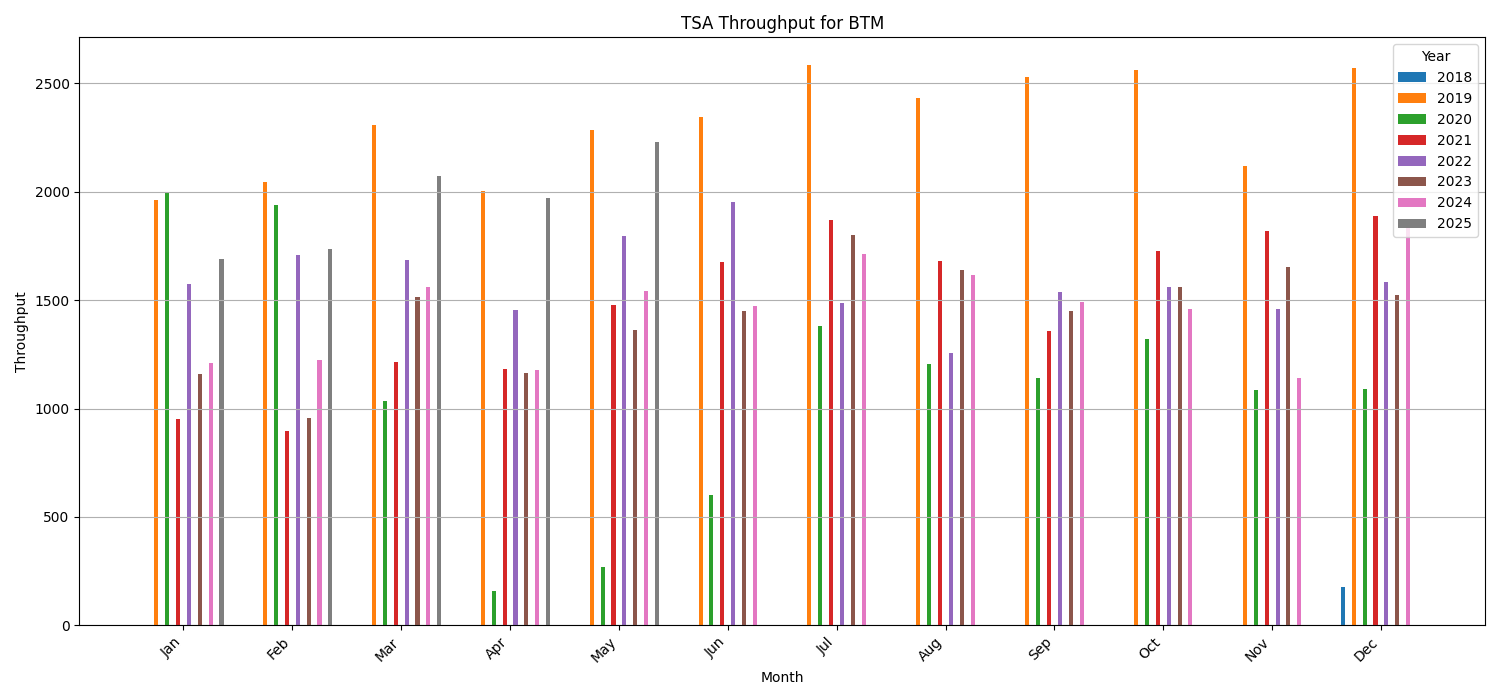 TSA Throughput for BTM
Year
2018
2019
2020
2021
2022
2023
2024
2025
Throughput
2500
2000
1500
1000
500
0
Jan
Feb
Mar
Apr
May
Jun
Jul
Aug
Sep
Oct
Nov
Dec
Month